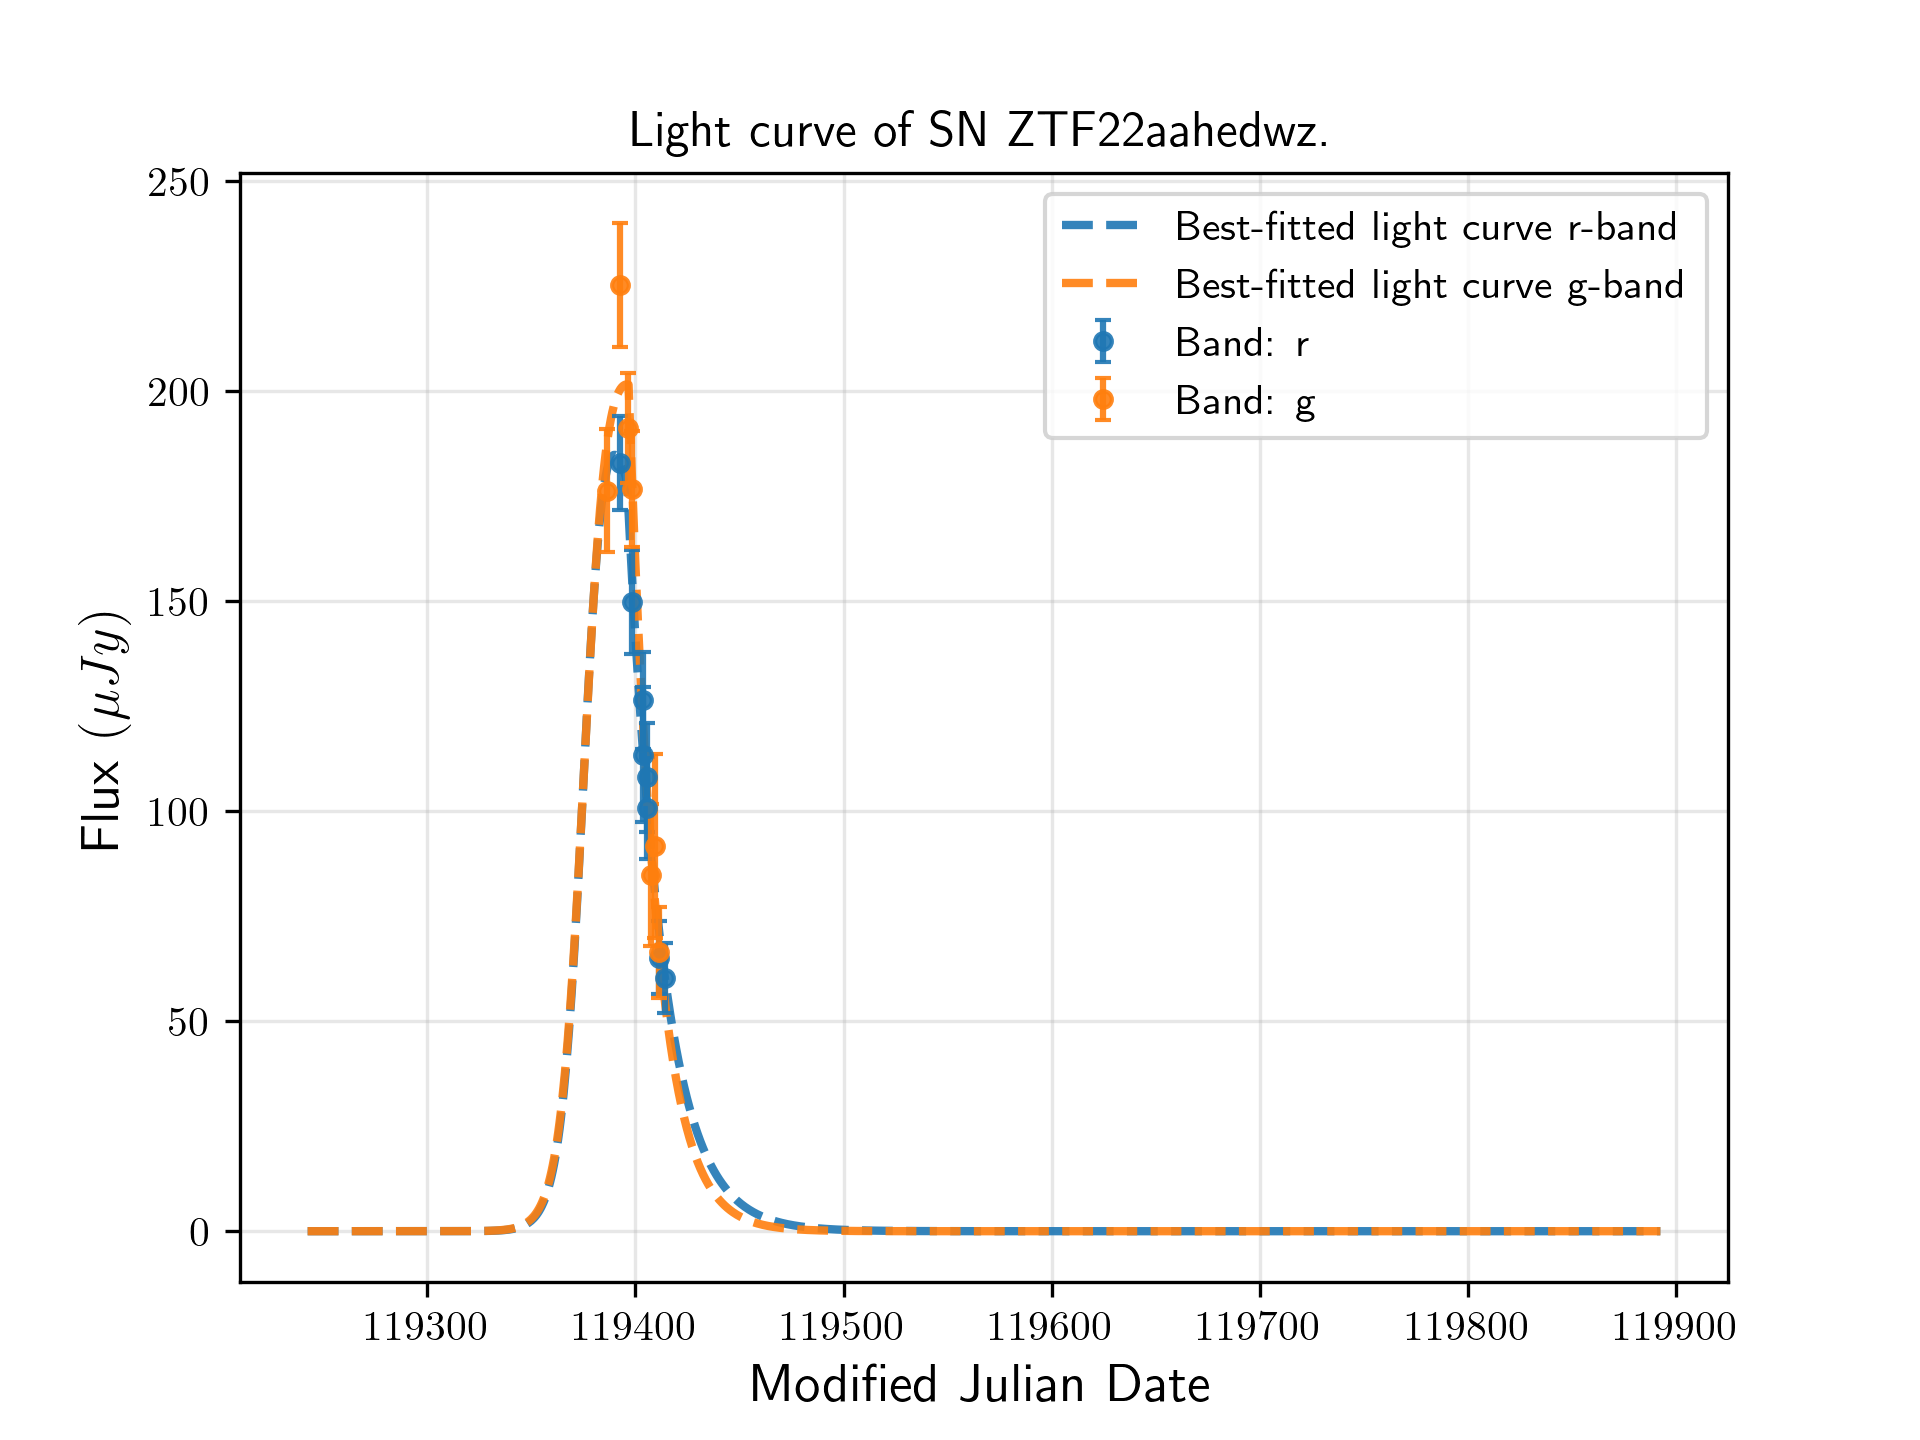 Light curve of SN ZTF22aahedwz.
250
200
150
100
50
0
Flux (μJy)
Best-fitted light curve r-band
Best-fitted light curve g-band
Band: r
Band: g
119300 119400 119500 119600 119700 119800 119900
Modified Julian Date